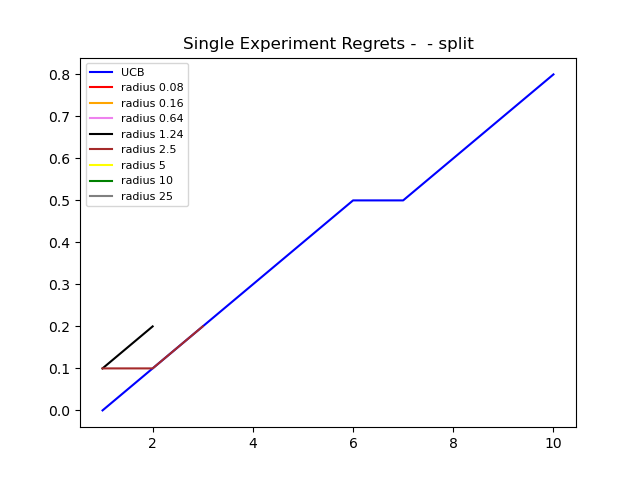 Single Experiment Regrets -  - split
UCB
radius 0.08
radius 0.16
radius 0.64
radius 1.24
radius 2.5
radius 5
radius 10
radius 25
0.8
0.7
0.6
0.5
0.4
0.3
0.2
0.1
0.0
2 4 6 8 10